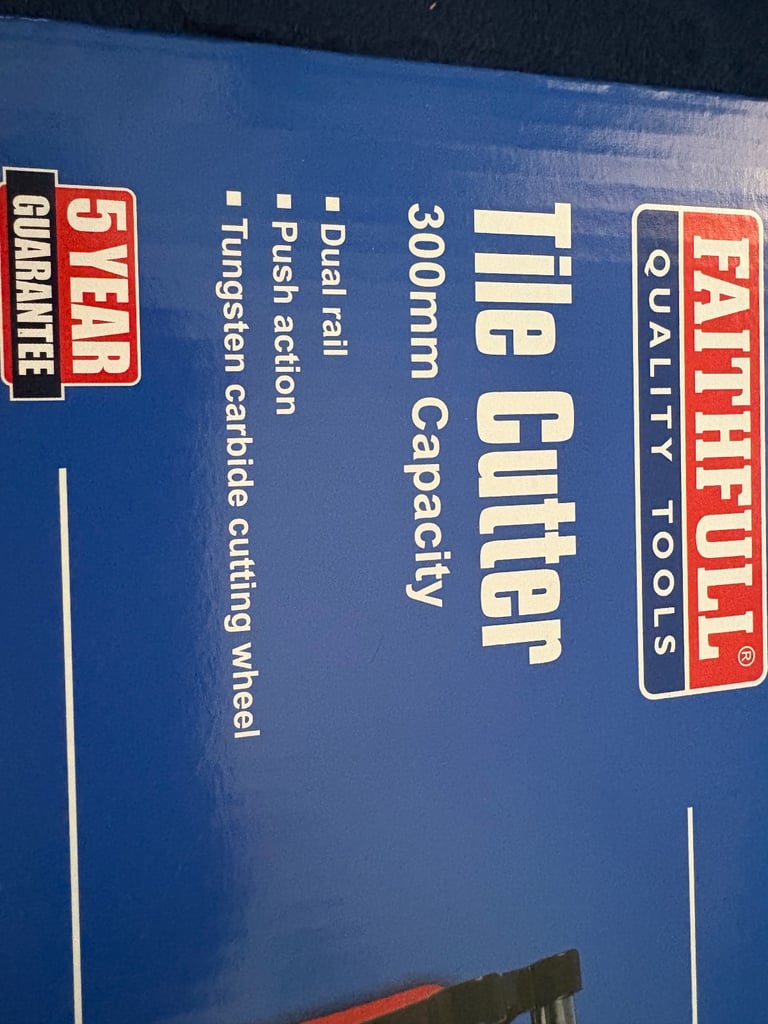 FAITHFULL®
QUALITY TOOLS
Tile Cutter
300mm Capacity
▪ Dual rail
▪ Push action
▪ Tungsten carbide cutting wheel
5 YEAR
GUARANTEE